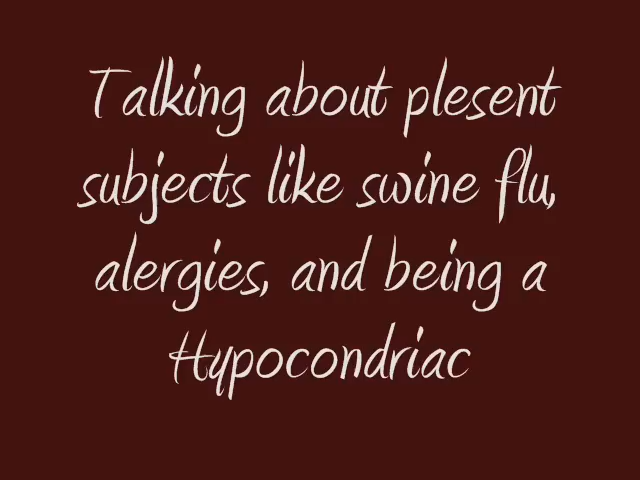 Talking about plesent
subjects like swine flu,
alergies, and being a
Hypocondriac